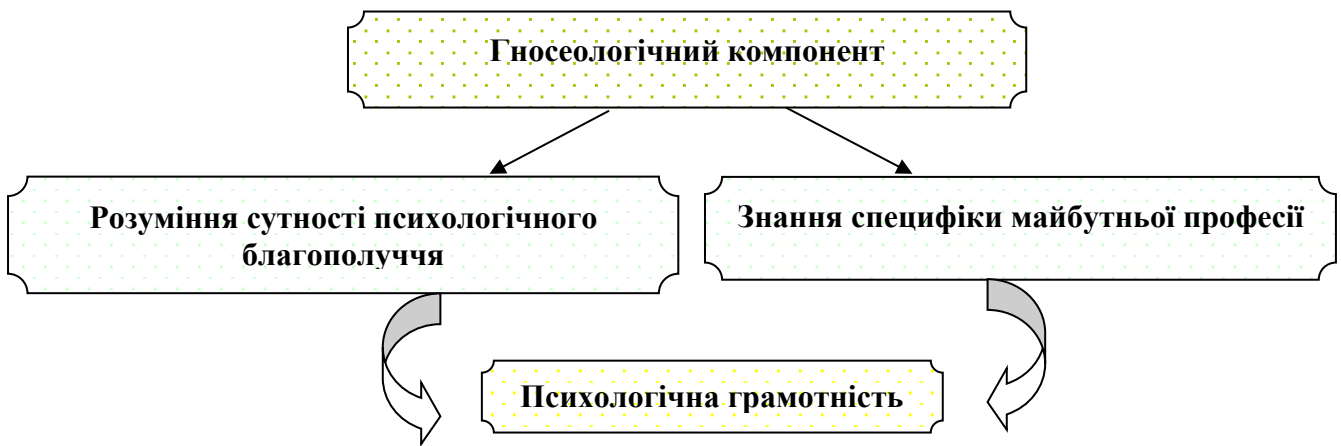 Гносеологічний компонент
Розуміння сутності психологічного
благополуччя
Знання специфіки майбутньої професії
Психологічна грамотність